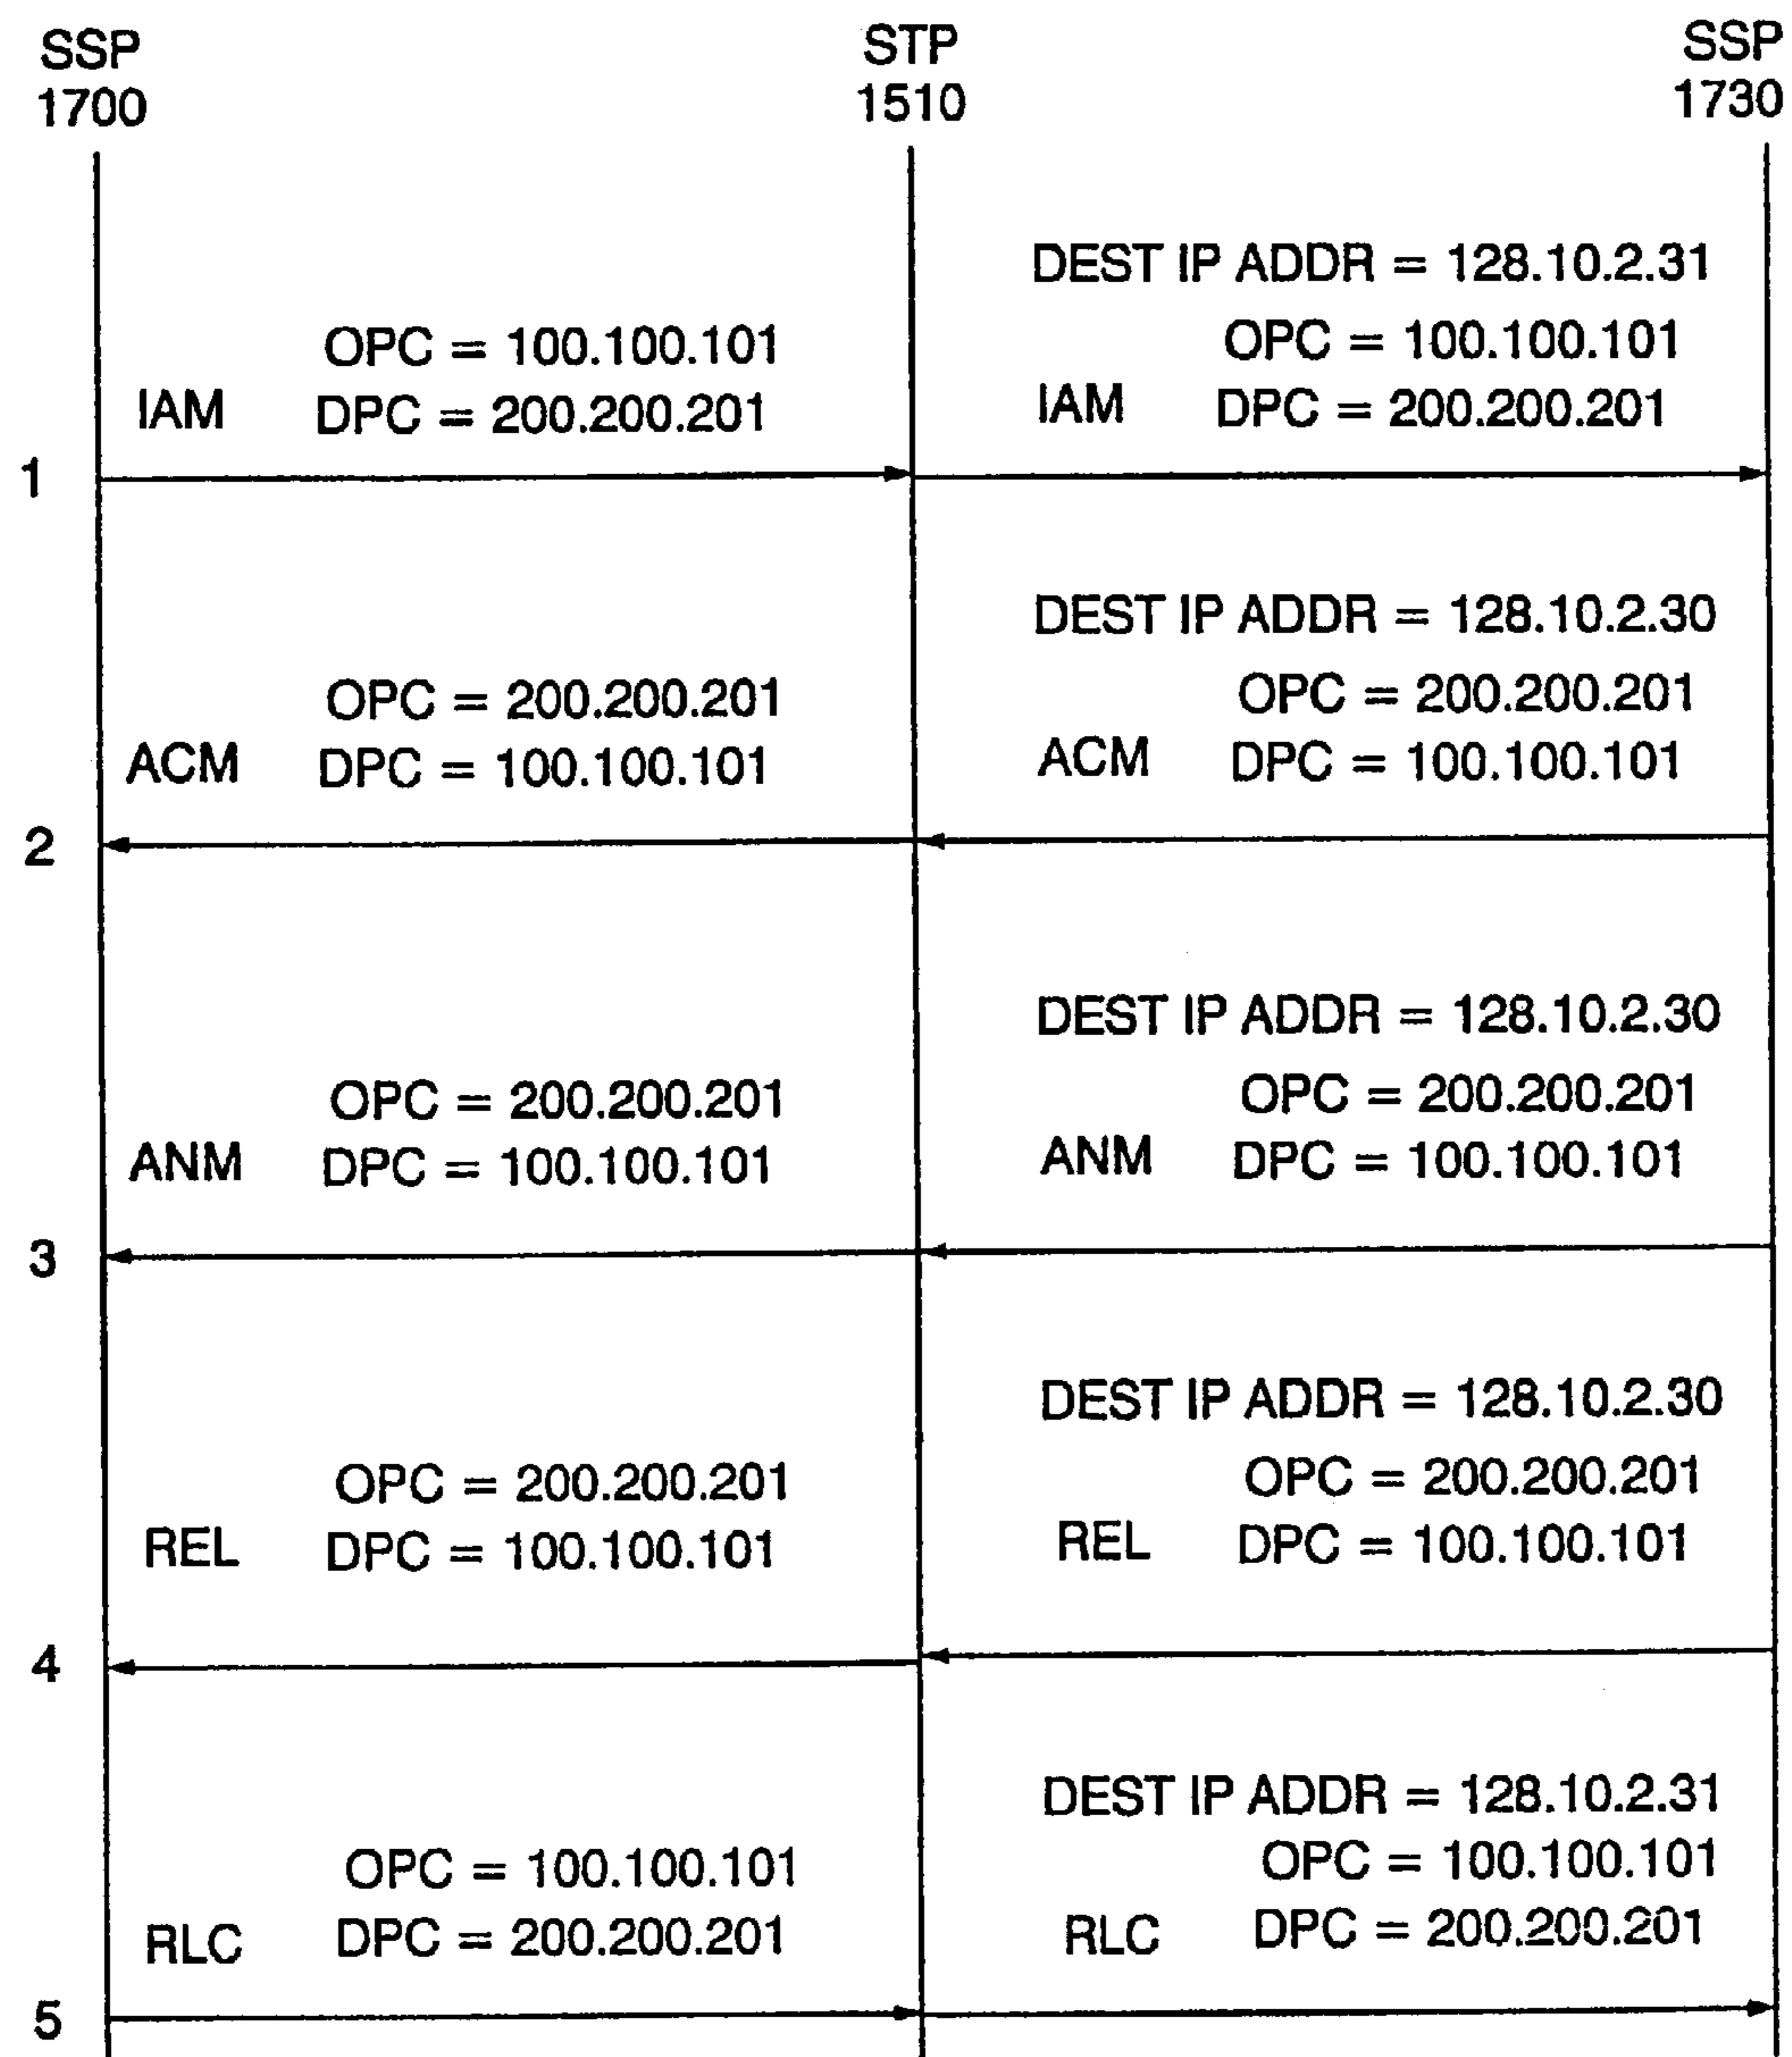 SSP STP SSP
1700 1510 1730
DEST IP ADDR = 128.10.2.31
OPC = 100.100.101 OPC = 100.100.101
IAM DPC = 200.200.201 IAM DPC = 200.200.201
1
DEST IP ADDR = 128.10.2.30
OPC = 200.200.201 OPC = 200.200.201
ACM DPC = 100.100.101 ACM DPC = 100.100.101
2
DEST IP ADDR = 128.10.2.30
OPC = 200.200.201 OPC = 200.200.201
ANM DPC = 100.100.101 ANM DPC = 100.100.101
3
DEST IP ADDR = 128.10.2.30
OPC = 200.200.201 OPC = 200.200.201
REL DPC = 100.100.101 REL DPC = 100.100.101
4
DEST IP ADDR = 128.10.2.31
OPC = 100.100.101 OPC = 100.100.101
RLC DPC = 200.200.201 RLC DPC = 200.200.201
5